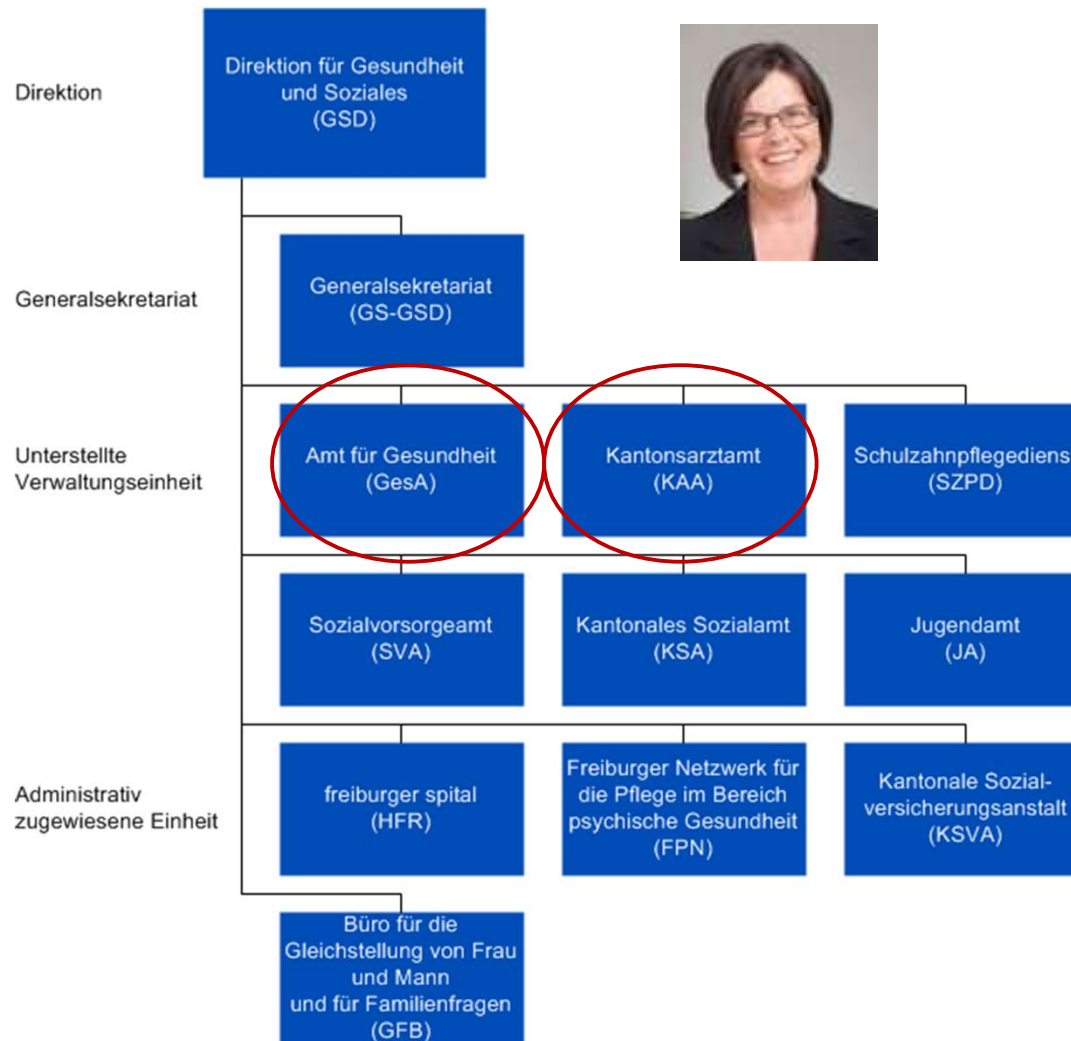 Direktion
Direktion für Gesundheit
und Soziales
(GSD)
Generalsekretariat
Generalsekretariat
(GS-GSD)
Unterstellte
Verwaltungseinheit
Amt für Gesundheit
(GesA)
Kantonsarztamt
(KAA)
Schulzahnpflegediens
(SZPD)
Sozialvorsorgeamt
(SVA)
Kantonales Sozialamt
(KSA)
Jugendamt
(JA)
Administrativ
zugewiesene Einheit
freiburger spital
(HFR)
Freiburger Netzwerk für
die Pflege im Bereich
psychische Gesundheit
(FPN)
Kantonale Sozial-
versicherungsanstalt
(KSVA)
Büro für die
Gleichstellung von Frau
und Mann
und für Familienfragen
(GFB)